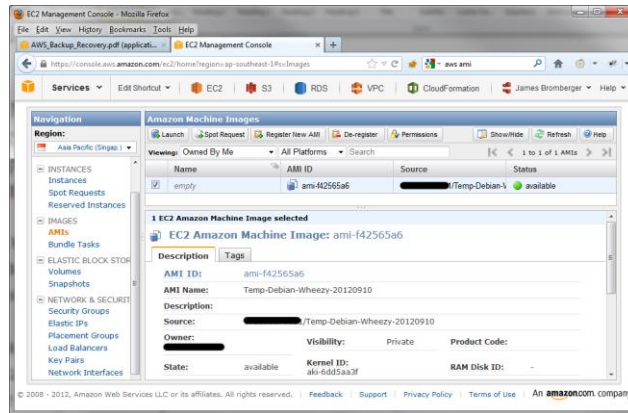 EC2 Management Console - Mozilla Firefox
File Edit View History Bookmarks Tools Help
AWS_Backup_Recovery.pdf (applicati... × EC2 Management Console × +
https://console.aws.amazon.com/ec2/home?region=ap-southeast-1#s=Images aws ami
Services Edit Shortcut EC2 S3 RDS VPC CloudFormation James Bromberger Help
Navigation Amazon Machine Images
Region: Launch Spot Request Register New AMI De-register Permissions Show/Hide Refresh Help
Asia Pacific (Singap.) Viewing: Owned By Me All Platforms Search 1 to 1 of 1 AMIs
Name AMI ID Source Status
empty ami-f42565a6 /Temp-Debian-W available
INSTANCES
Instances
Spot Requests
Reserved Instances
IMAGES
AMIs
Bundle Tasks
ELASTIC BLOCK STOR
Volumes
Snapshots
NETWORK & SECURIT
Security Groups
Elastic IPs
Placement Groups
Load Balancers
Key Pairs
Network Interfaces
1 EC2 Amazon Machine Image selected
EC2 Amazon Machine Image: ami-f42565a6
Description Tags
AMI ID: ami-f42565a6
AMI Name: Temp-Debian-Wheezy-20120910
Description:
Source: /Temp-Debian-Wheezy-20120910
Owner: Visibility: Private Product Code:
State: available Kernel ID: aki-6dd5aa3f RAM Disk ID: -
© 2008 - 2012, Amazon Web Services LLC or its affiliates. All rights reserved. Feedback Support Privacy Policy Terms of Use An amazon.com company